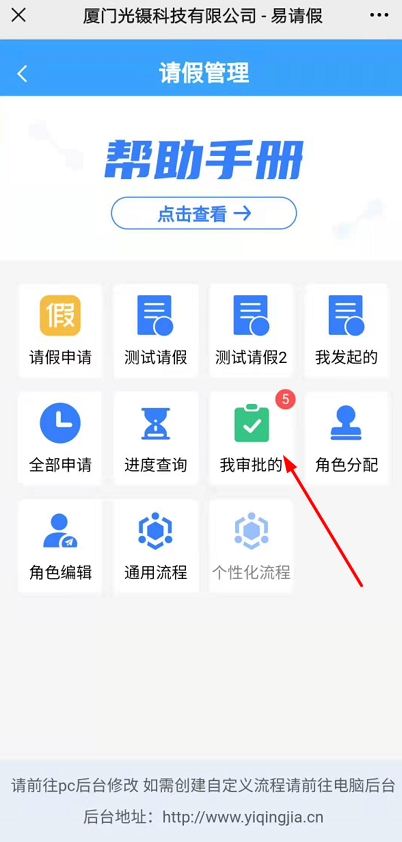 厦门光镊科技有限公司 - 易请假
请假管理
帮助手册
点击查看 →
假
请假申请 测试请假 测试请假2 我发起的
5
全部申请 进度查询 我审批的 角色分配
角色编辑 通用流程 个性化流程
请前往pc后台修改 如需创建自定义流程请前往电脑后台
后台地址：http://www.yiqingjia.cn